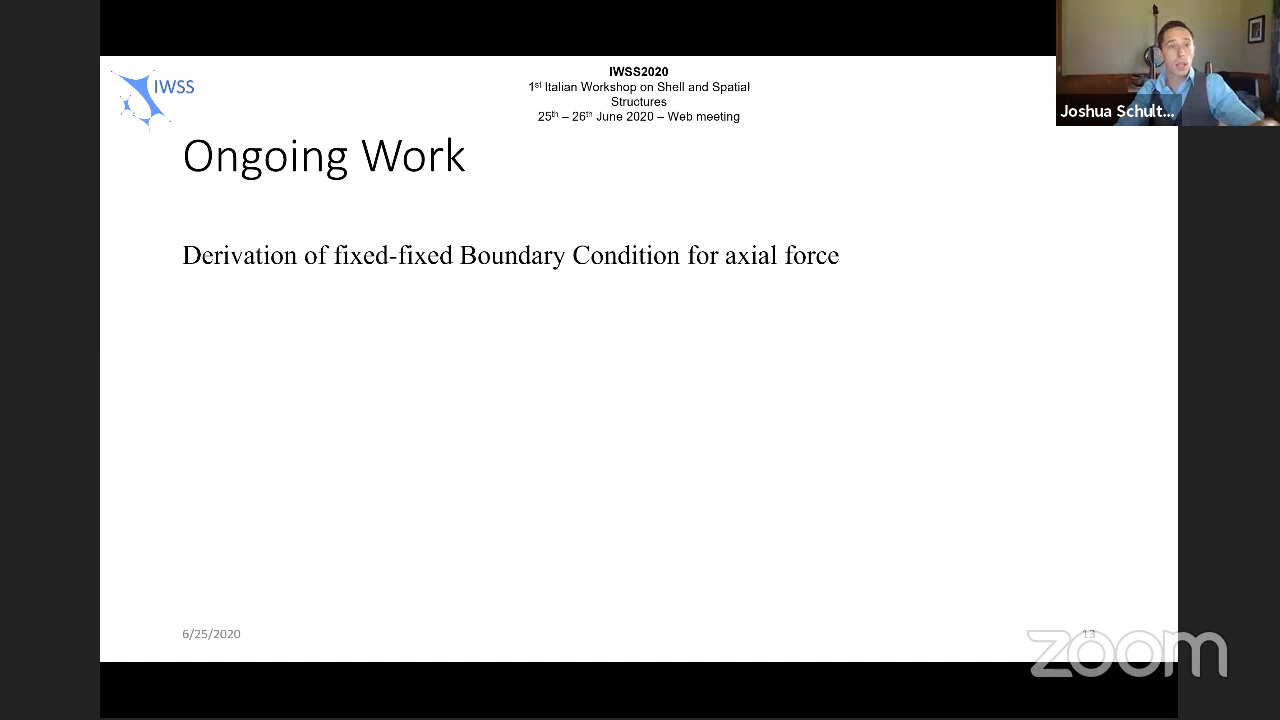 IWSS
IWSS2020
1st Italian Workshop on Shell and Spatial
Structures
25th – 26th June 2020 – Web meeting
Joshua Schult...
Ongoing Work
Derivation of fixed-fixed Boundary Condition for axial force
6/25/2020
13
zoom